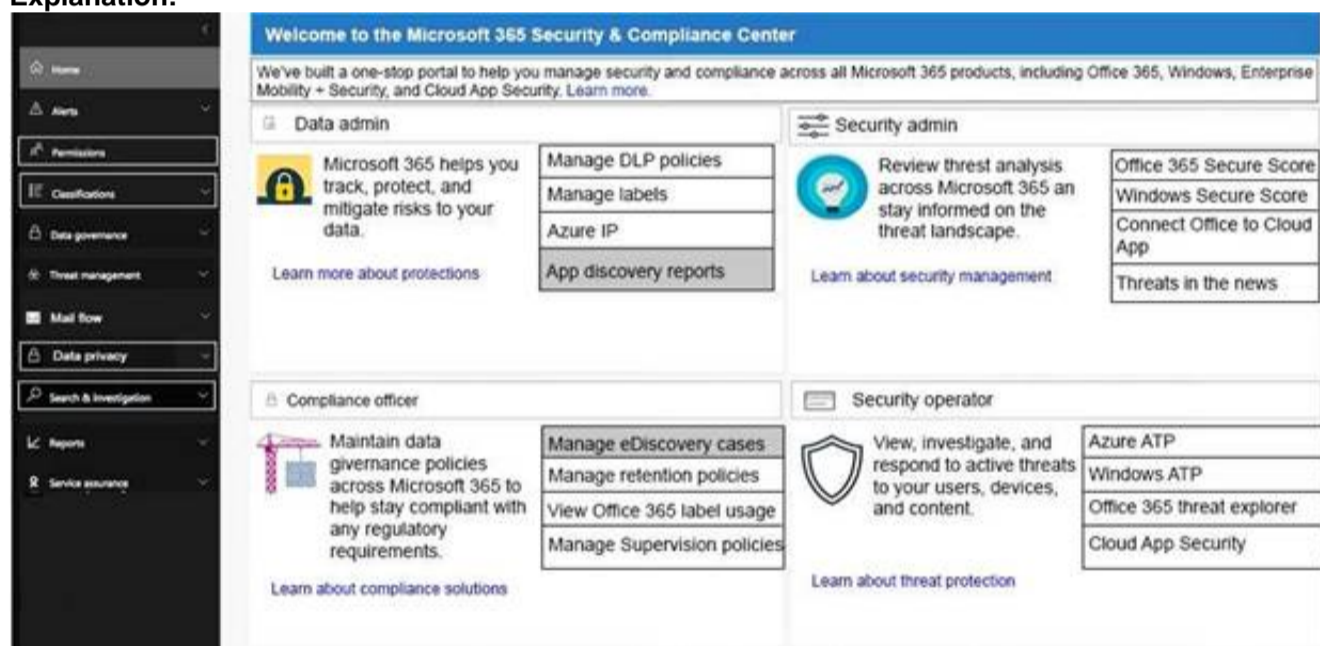 Explanation:
Welcome to the Microsoft 365 Security & Compliance Center
We've built a one-stop portal to help you manage security and compliance across all Microsoft 365 products, including Office 365, Windows, Enterprise
Mobility + Security, and Cloud App Security. Learn more.
Home
Alerts
Permissions
Classifications
Data governance
Threat management
Mail flow
Data privacy
Search & investigation
Reports
Service assurance
Data admin
Microsoft 365 helps you
track, protect, and
mitigate risks to your
data.
Learn more about protections
Manage DLP policies
Manage labels
Azure IP
App discovery reports
Security admin
Review threst analysis
across Microsoft 365 an
stay informed on the
threat landscape.
Learn about security management
Office 365 Secure Score
Windows Secure Score
Connect Office to Cloud
App
Threats in the news
Compliance officer
Maintain data
givernance policies
across Microsoft 365 to
help stay compliant with
any regulatory
requirements.
Learn about compliance solutions
Manage eDiscovery cases
Manage retention policies
View Office 365 label usage
Manage Supervision policies
Security operator
View, investigate, and
respond to active threats
to your users, devices,
and content.
Learn about threat protection
Azure ATP
Windows ATP
Office 365 threat explorer
Cloud App Security